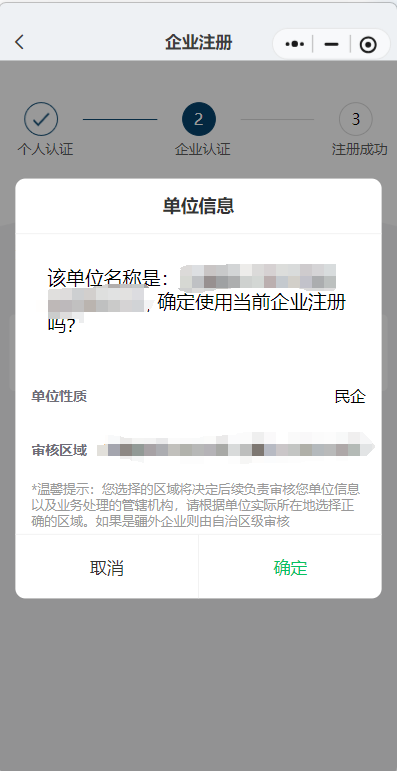 企业注册
2
3
个人认证
企业认证
注册成功
单位信息
该单位名称是：
，确定使用当前企业注册
吗？
单位性质
民企
审核区域
*温馨提示：您选择的区域将决定后续负责审核您单位信息
以及业务处理的管辖机构，请根据单位实际所在地选择正
确的区域。如果是疆外企业则由自治区级审核
取消
确定